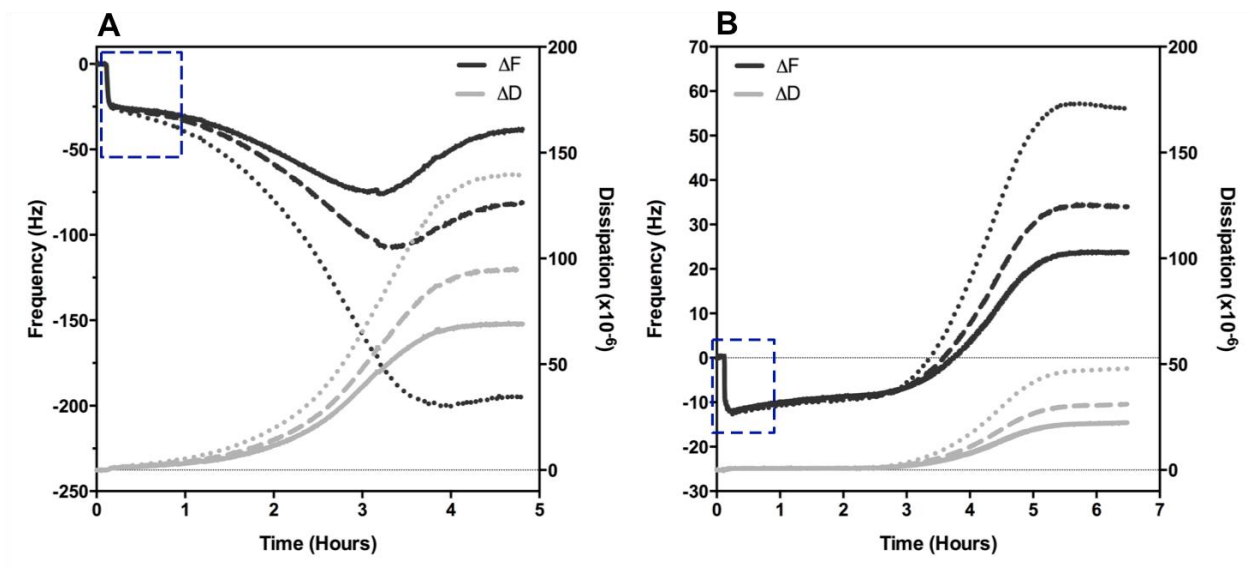 A
Frequency (Hz)
0
-50
-100
-150
-200
-250
ΔF
ΔD
200
150
100
50
0
Dissipation (x10-6)
0 1 2 3 4 5
Time (Hours)
B
Frequency (Hz)
70
60
50
40
30
20
10
0
-10
-20
-30
ΔF
ΔD
200
150
100
50
0
Dissipation (x10-6)
0 1 2 3 4 5 6 7
Time (Hours)